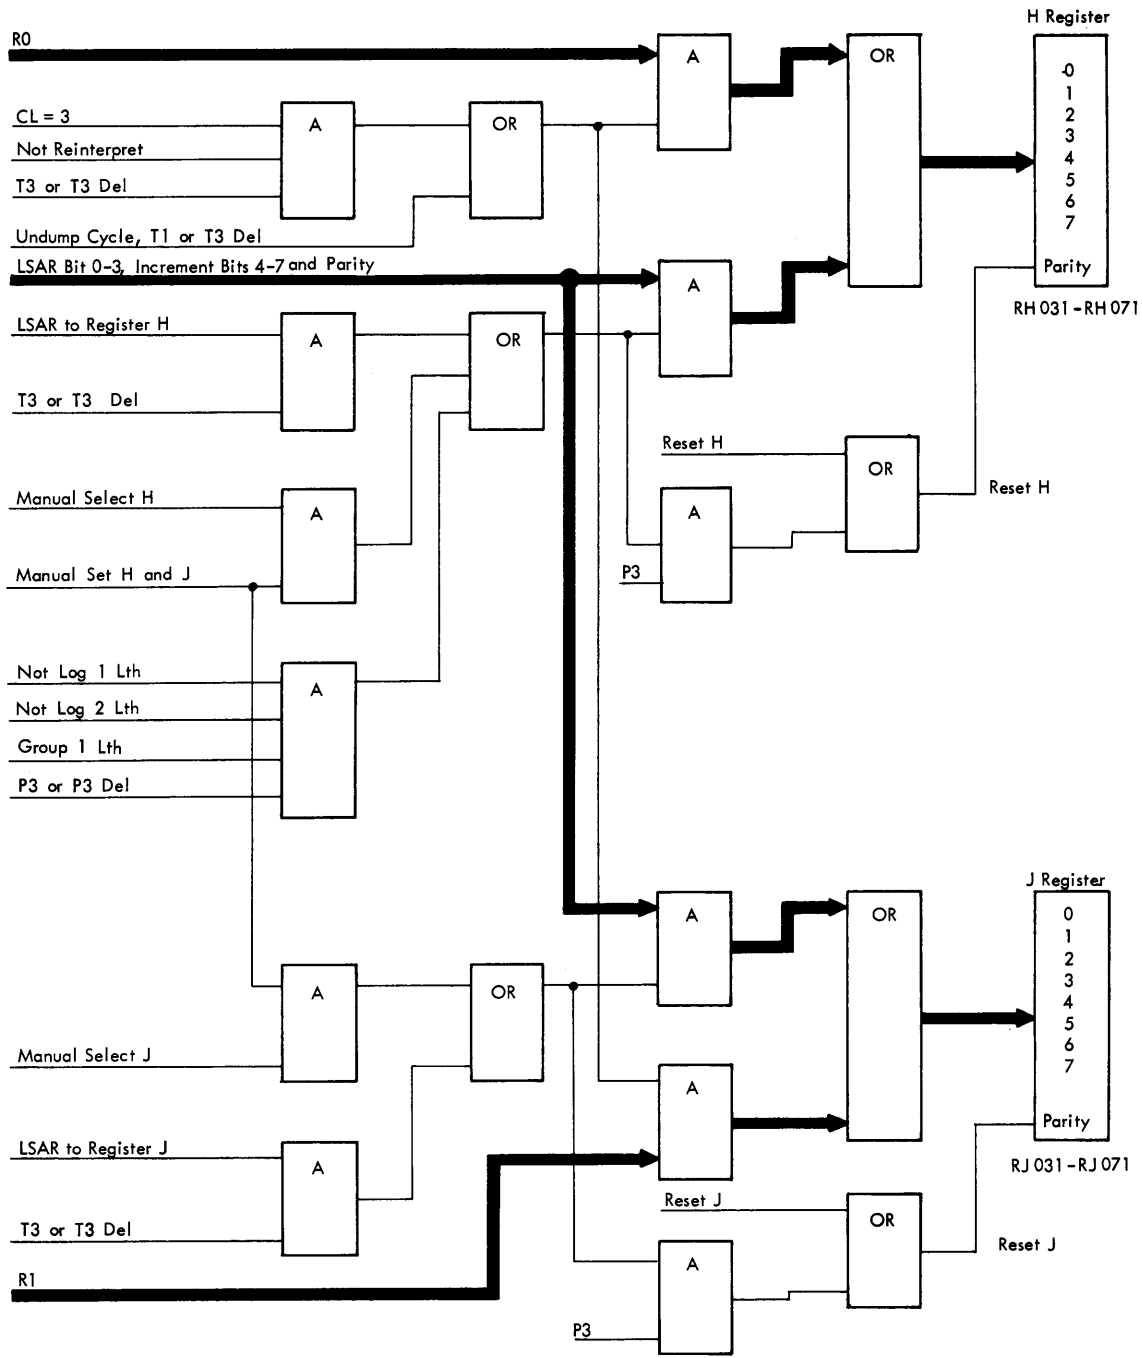 H Register
R0
A
OR
-0
1
2
3
4
5
6
7
Parity
RH 031 - RH 071
CL = 3
A
OR
Not Reinterpret
T3 or T3 Del
Undump Cycle, T1 or T3 Del
LSAR Bit 0-3, Increment Bits 4-7 and Parity
A
LSAR to Register H
A
OR
T3 or T3 Del
Reset H
OR
Reset H
Manual Select H
A
A
P3
Manual Set H and J
Not Log 1 Lth
A
Not Log 2 Lth
Group 1 Lth
P3 or P3 Del
J Register
A
OR
0
1
2
3
4
5
6
7
Parity
RJ 031 - RJ 071
A
OR
Manual Select J
A
LSAR to Register J
A
Reset J
OR
T3 or T3 Del
Reset J
A
R1
P3